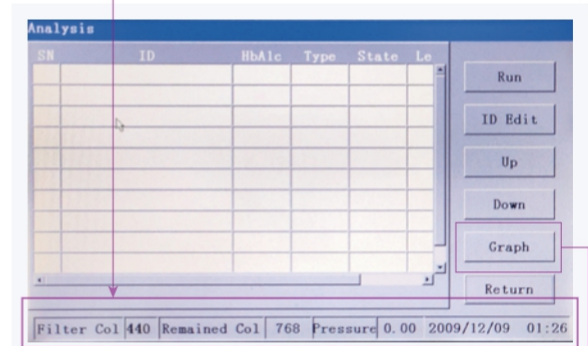 Analysis
SN ID HbA1c Type State Le
Run
ID Edit
Up
Down
Graph
Return
Filter Col 440 Remained Col 768 Pressure 0.00 2009/12/09 01:26